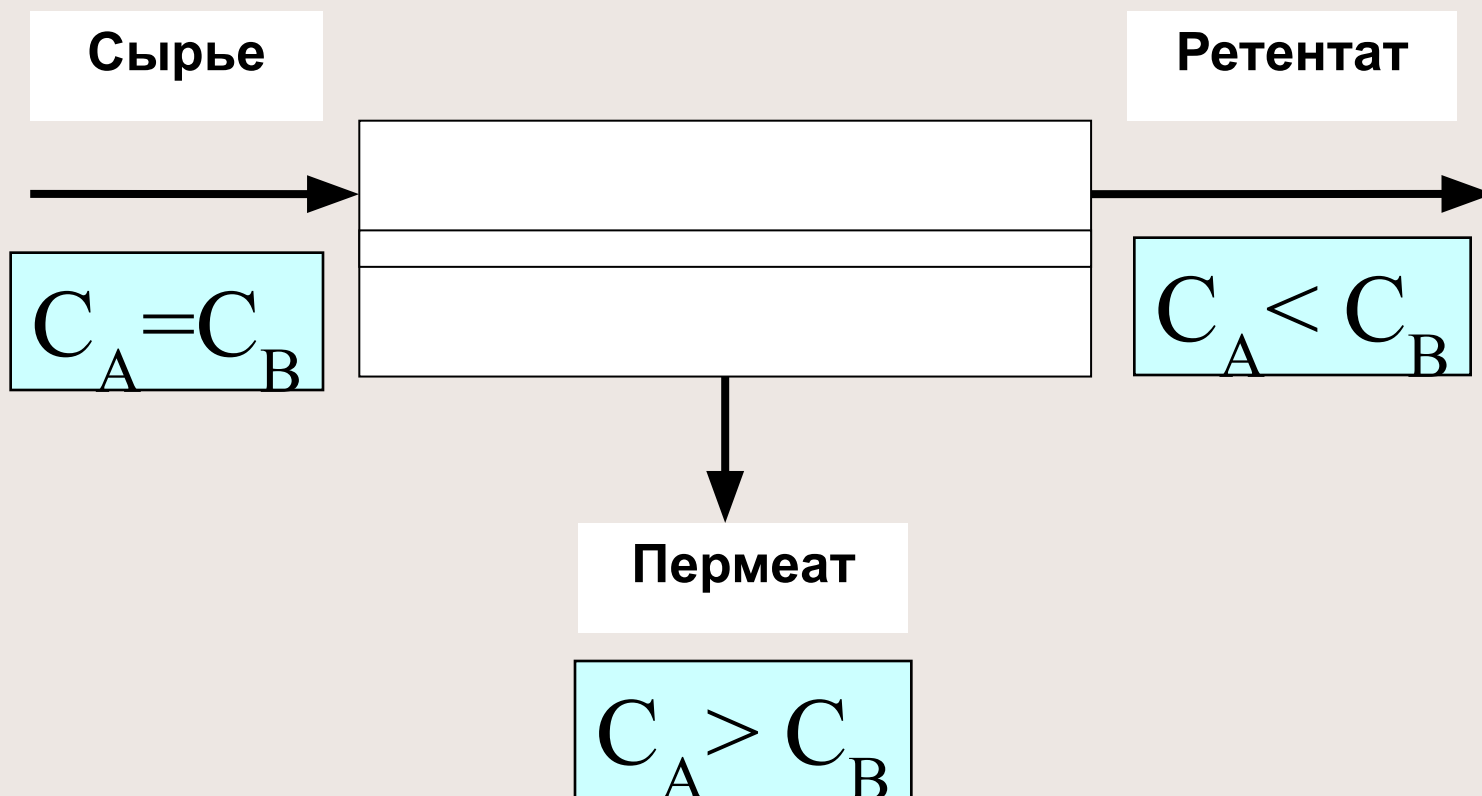 Сырье
Ретентат
C_A=C_B
C_A< C_B
Пермеат
C_A> C_B